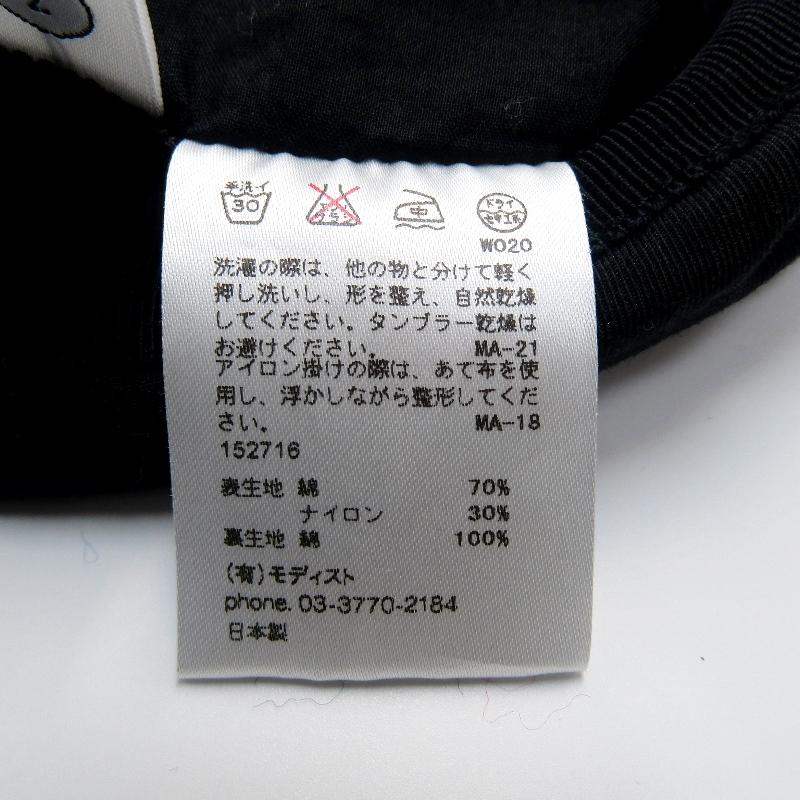 手洗イ
30
エンソ
サラシ
中
ドライ
セキユ系
W020
洗濯の際は、他の物と分けて軽く
押し洗いし、形を整え、自然乾燥
してください。タンブラー乾燥は
お避けください。 MA-21
アイロン掛けの際は、あて布を使
用し、浮かしながら整形してくだ
さい。 MA-18
152716
表生地 綿 70%
ナイロン 30%
裏生地 綿 100%
(有)モディスト
phone. 03-3770-2184
日本製